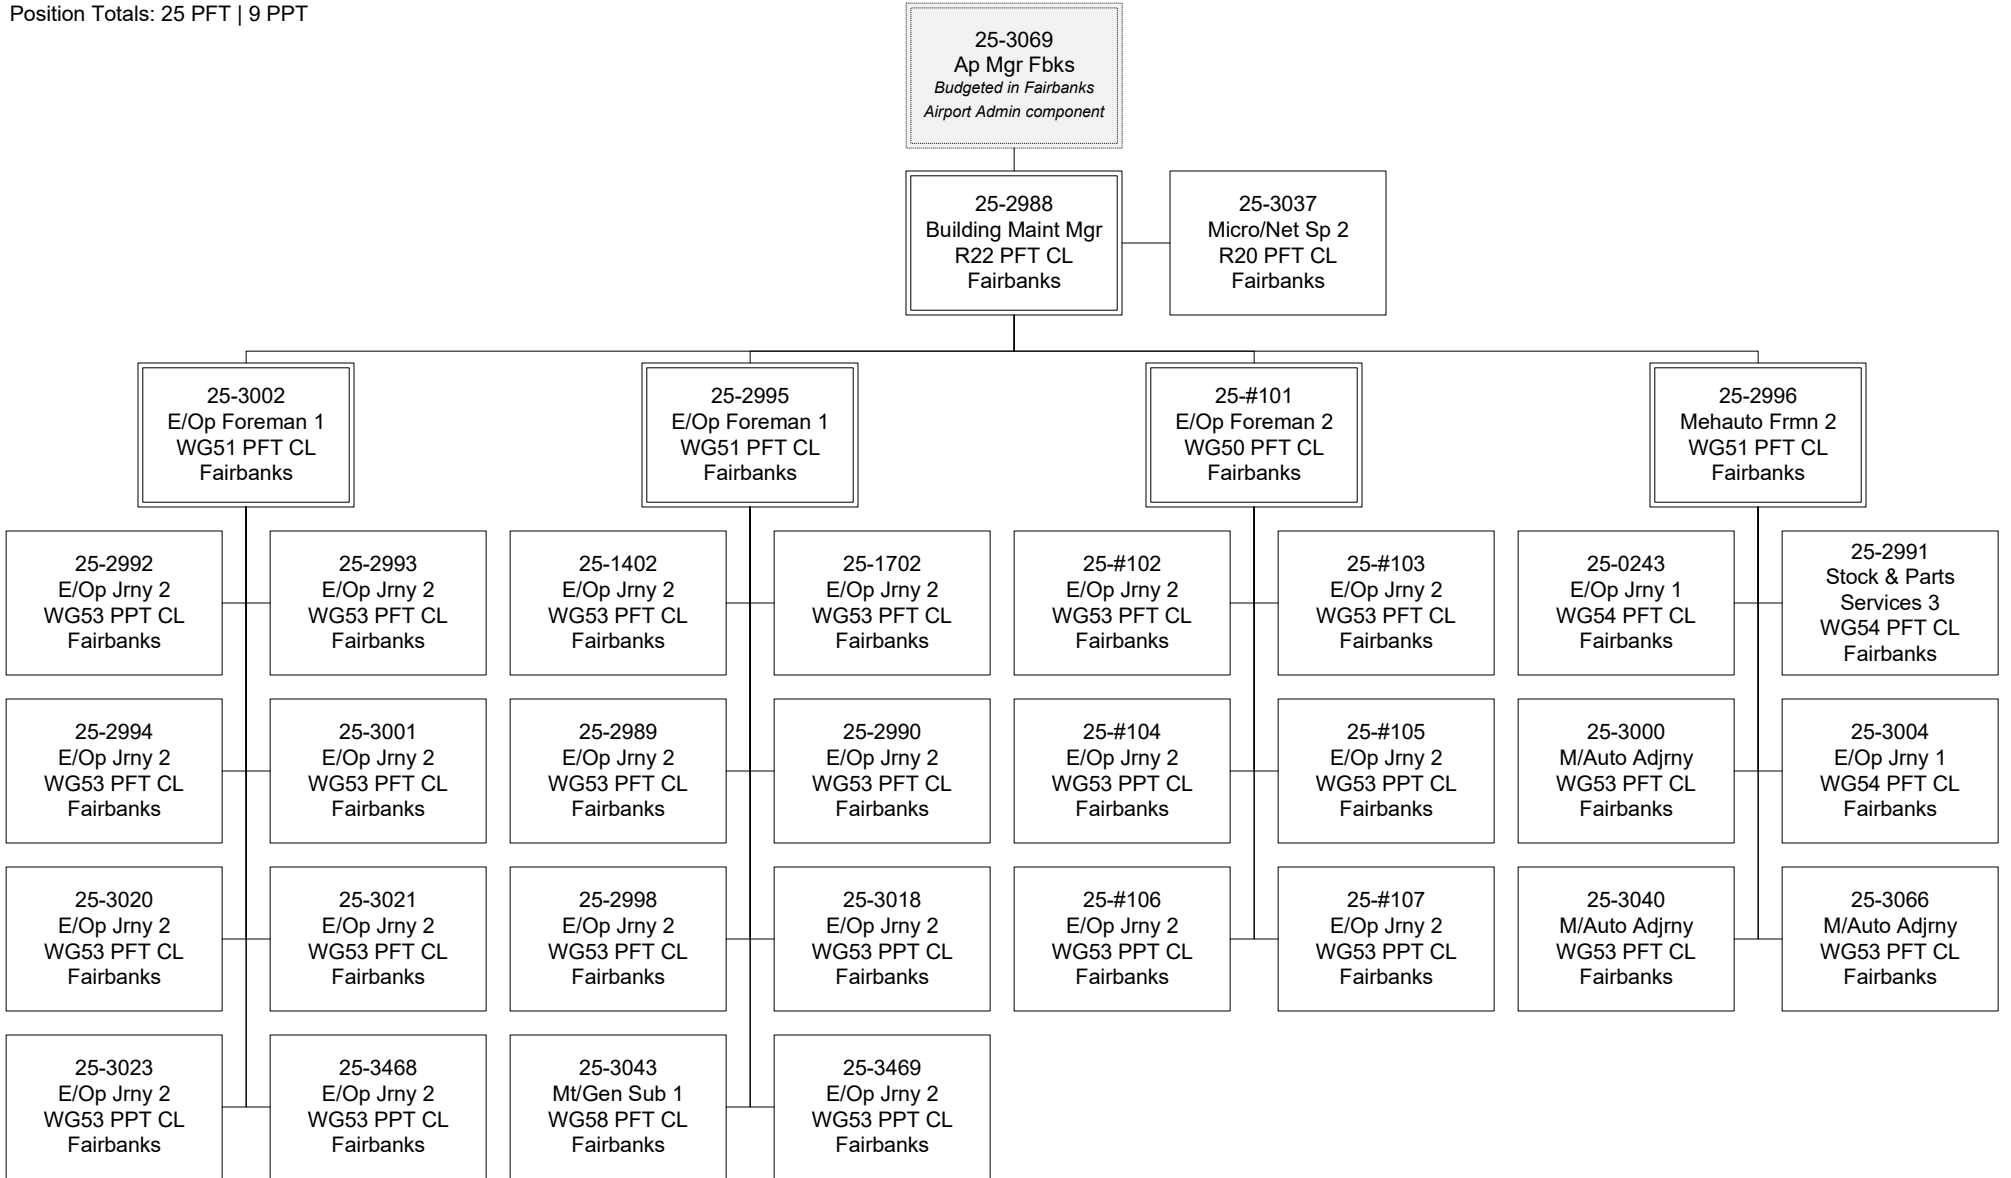 Position Totals: 25 PFT | 9 PPT
25-3069
Ap Mgr Fbks
Budgeted in Fairbanks
Airport Admin component
25-2988
Building Maint Mgr
R22 PFT CL
Fairbanks
25-3037
Micro/Net Sp 2
R20 PFT CL
Fairbanks
25-3002
E/Op Foreman 1
WG51 PFT CL
Fairbanks
25-2995
E/Op Foreman 1
WG51 PFT CL
Fairbanks
25-#101
E/Op Foreman 2
WG50 PFT CL
Fairbanks
25-2996
Mehauto Frmn 2
WG51 PFT CL
Fairbanks
25-2992
E/Op Jrny 2
WG53 PPT CL
Fairbanks
25-2993
E/Op Jrny 2
WG53 PFT CL
Fairbanks
25-1402
E/Op Jrny 2
WG53 PFT CL
Fairbanks
25-1702
E/Op Jrny 2
WG53 PFT CL
Fairbanks
25-#102
E/Op Jrny 2
WG53 PFT CL
Fairbanks
25-#103
E/Op Jrny 2
WG53 PFT CL
Fairbanks
25-0243
E/Op Jrny 1
WG54 PFT CL
Fairbanks
25-2991
Stock & Parts
Services 3
WG54 PFT CL
Fairbanks
25-2994
E/Op Jrny 2
WG53 PFT CL
Fairbanks
25-3001
E/Op Jrny 2
WG53 PFT CL
Fairbanks
25-2989
E/Op Jrny 2
WG53 PFT CL
Fairbanks
25-2990
E/Op Jrny 2
WG53 PFT CL
Fairbanks
25-#104
E/Op Jrny 2
WG53 PPT CL
Fairbanks
25-#105
E/Op Jrny 2
WG53 PPT CL
Fairbanks
25-3000
M/Auto Adjrny
WG53 PFT CL
Fairbanks
25-3004
E/Op Jrny 1
WG54 PFT CL
Fairbanks
25-3020
E/Op Jrny 2
WG53 PFT CL
Fairbanks
25-3021
E/Op Jrny 2
WG53 PFT CL
Fairbanks
25-2998
E/Op Jrny 2
WG53 PFT CL
Fairbanks
25-3018
E/Op Jrny 2
WG53 PPT CL
Fairbanks
25-#106
E/Op Jrny 2
WG53 PPT CL
Fairbanks
25-#107
E/Op Jrny 2
WG53 PPT CL
Fairbanks
25-3040
M/Auto Adjrny
WG53 PFT CL
Fairbanks
25-3066
M/Auto Adjrny
WG53 PFT CL
Fairbanks
25-3023
E/Op Jrny 2
WG53 PPT CL
Fairbanks
25-3468
E/Op Jrny 2
WG53 PPT CL
Fairbanks
25-3043
Mt/Gen Sub 1
WG58 PFT CL
Fairbanks
25-3469
E/Op Jrny 2
WG53 PPT CL
Fairbanks